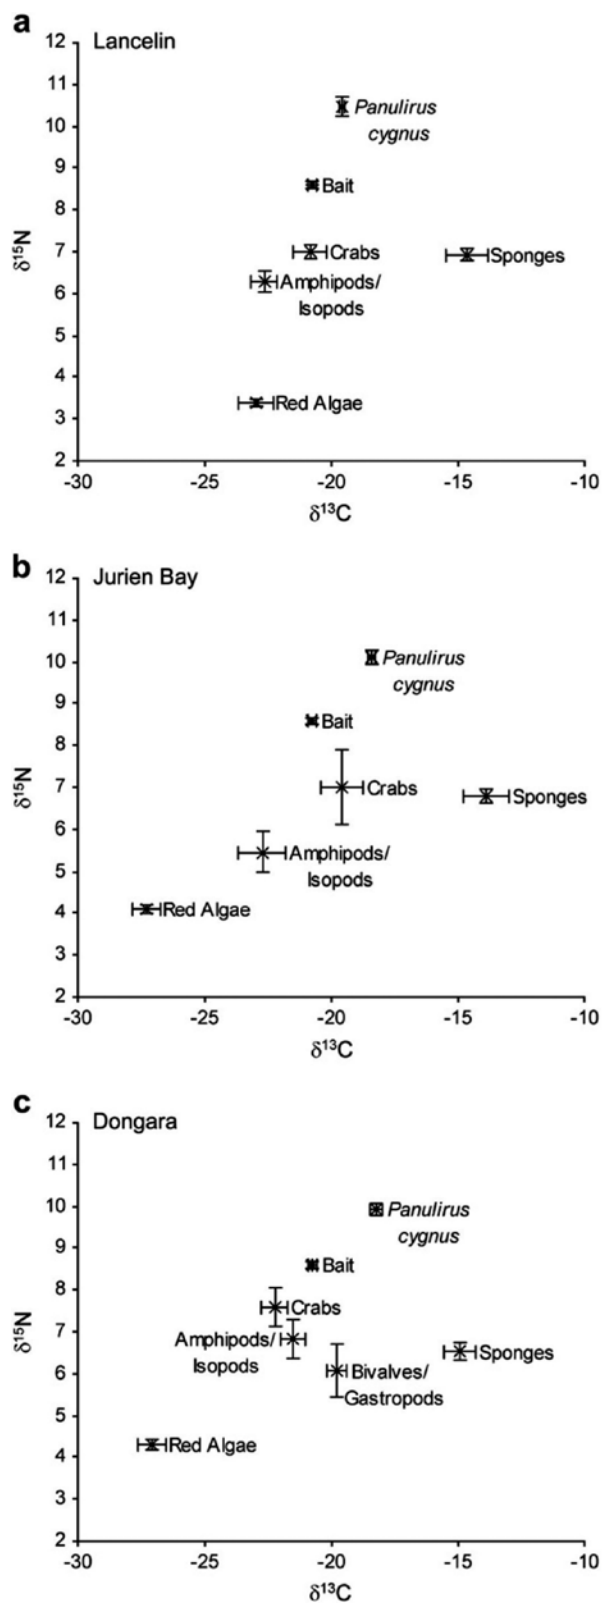 a
Lancelin
12
11
10
9
8
7
6
5
4
3
2
δ¹⁵N
Panulirus
cygnus
Bait
Crabs
Sponges
Amphipods/
Isopods
Red Algae
-30
-25
-20
-15
-10
δ¹³C
b
Jurien Bay
12
11
10
9
8
7
6
5
4
3
2
δ¹⁵N
Panulirus
cygnus
Bait
Crabs
Sponges
Amphipods/
Isopods
Red Algae
-30
-25
-20
-15
-10
δ¹³C
c
Dongara
12
11
10
9
8
7
6
5
4
3
2
δ¹⁵N
Panulirus
cygnus
Bait
Crabs
Amphipods/
Isopods
Sponges
Bivalves/
Gastropods
Red Algae
-30
-25
-20
-15
-10
δ¹³C